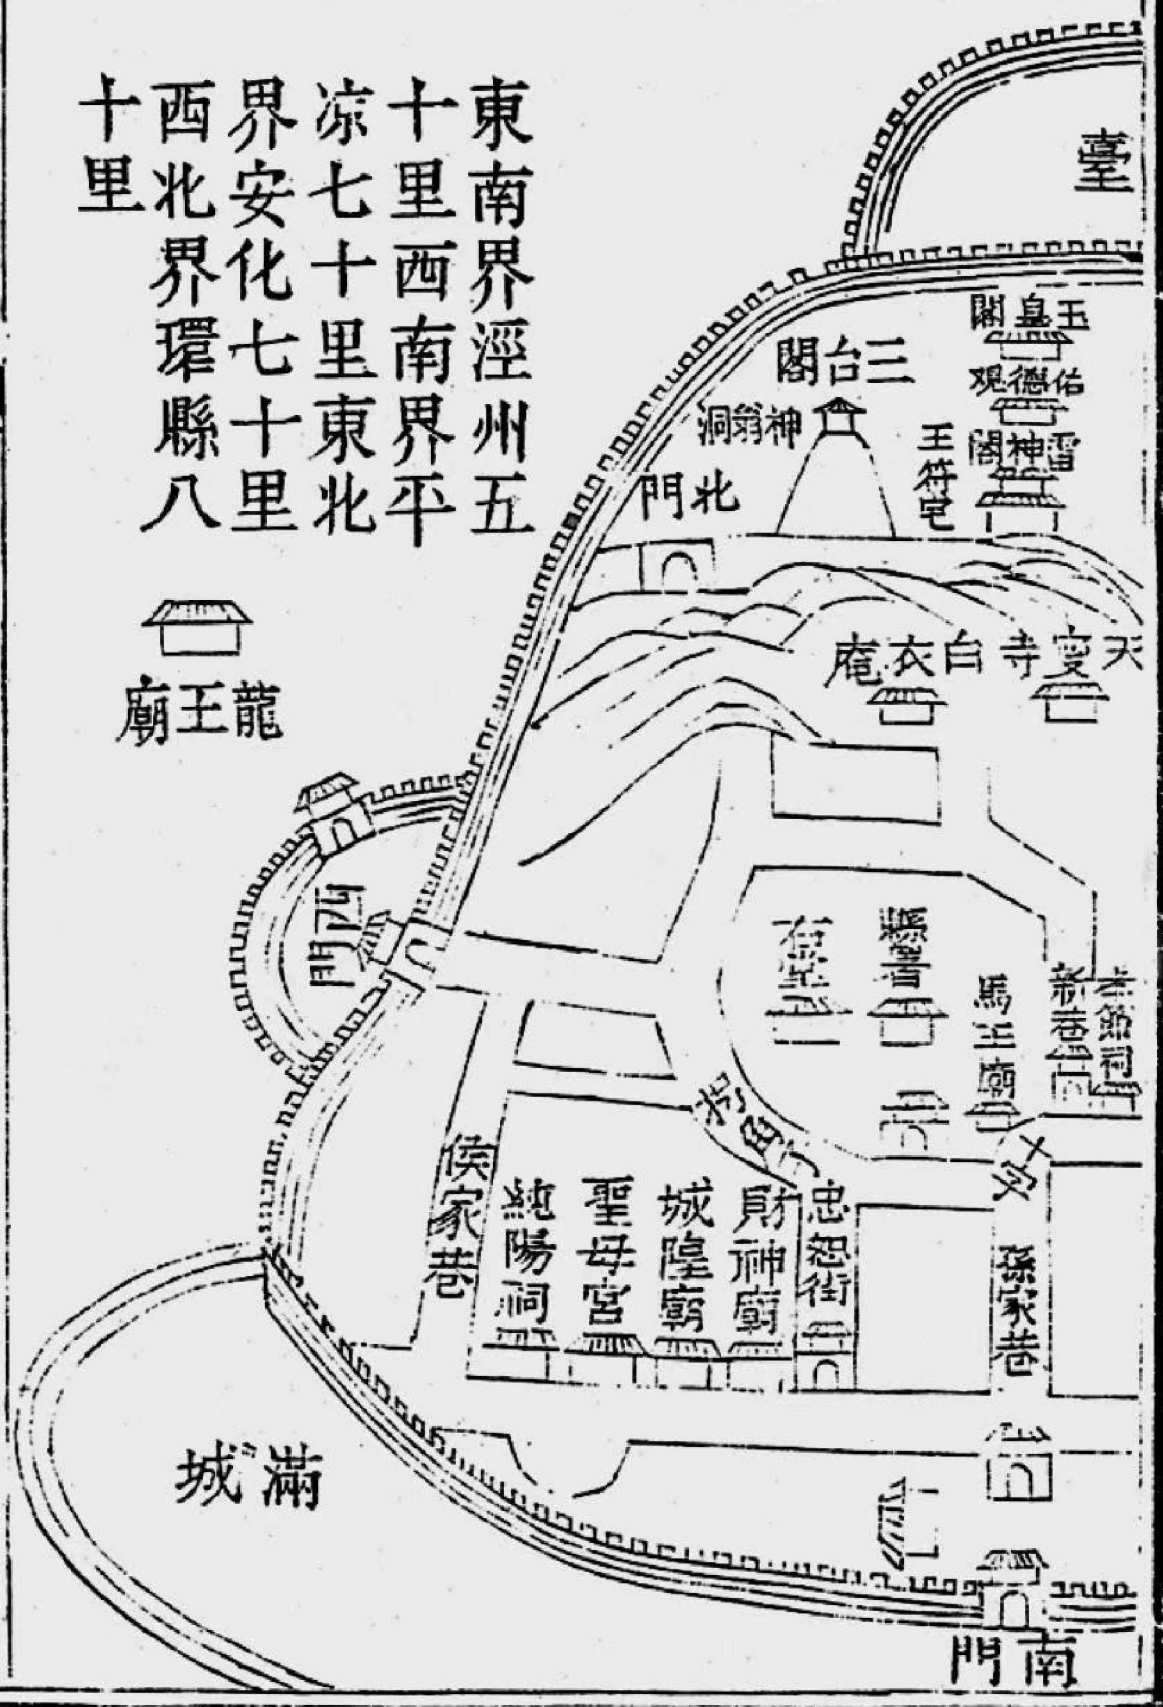 東南界涇州五
十里西南界平
凉七十里東北
界安化七十里
西北界環縣八
十里
臺
玉皇閣
佑德观
雷神閣
三台閣
神翁洞
王符宅
北門
天寺
白衣庵
龍王廟
西門
縣署
馬王廟
新巷
節祠
北角
十字
侯家巷
純陽祠
聖母宮
城隍廟
財神廟
忠恕街
孫家巷
滿城
南門